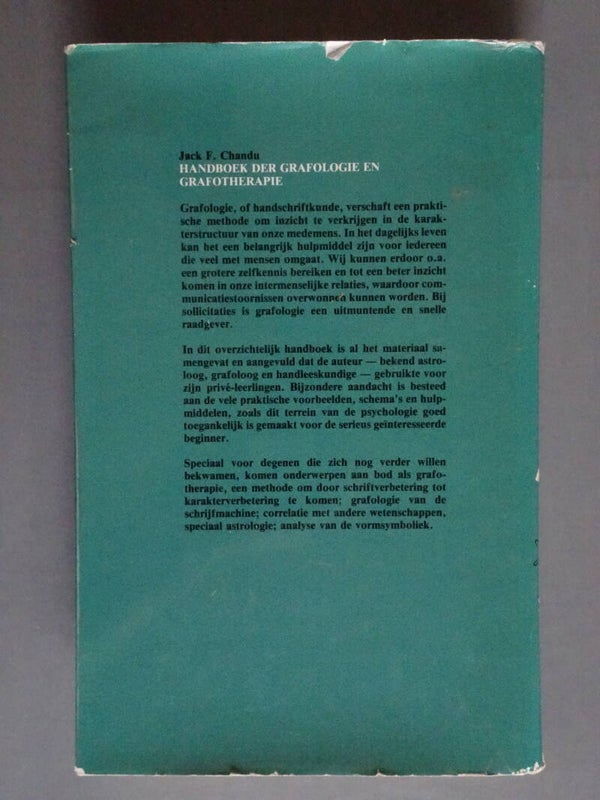 Jack F. Chandu
HANDBOEK DER GRAFOLOGIE EN
GRAFOTHERAPIE
Grafologie, of handschriftkunde, verschaft een prakti-
sche methode om inzicht te verkrijgen in de karak-
terstructuur van onze medemens. In het dagelijks leven
kan het een belangrijk hulpmiddel zijn voor iedereen
die veel met mensen omgaat. Wij kunnen erdoor o.a.
een grotere zelfkennis bereiken en tot een beter inzicht
komen in onze intermenselijke relaties, waardoor com-
municatiestoornissen overwonnen kunnen worden. Bij
sollicitaties is grafologie een uitmuntende en snelle
raadgever.
In dit overzichtelijk handboek is al het materiaal sa-
mengevat en aangevuld dat de auteur — bekend astro-
loog, grafoloog en handleeskundige — gebruikte voor
zijn privé-leerlingen. Bijzondere aandacht is besteed
aan de vele praktische voorbeelden, schema's en hulp-
middelen, zoals dit terrein van de psychologie goed
toegankelijk is gemaakt voor de serieus geïnteresseerde
beginner.
Speciaal voor degenen die zich nog verder willen
bekwamen, komen onderwerpen aan bod als grafo-
therapie, een methode om door schriftverbetering tot
karakterverbetering te komen; grafologie van de
schrijfmachine; correlatie met andere wetenschappen,
speciaal astrologie; analyse van de vormsymboliek.